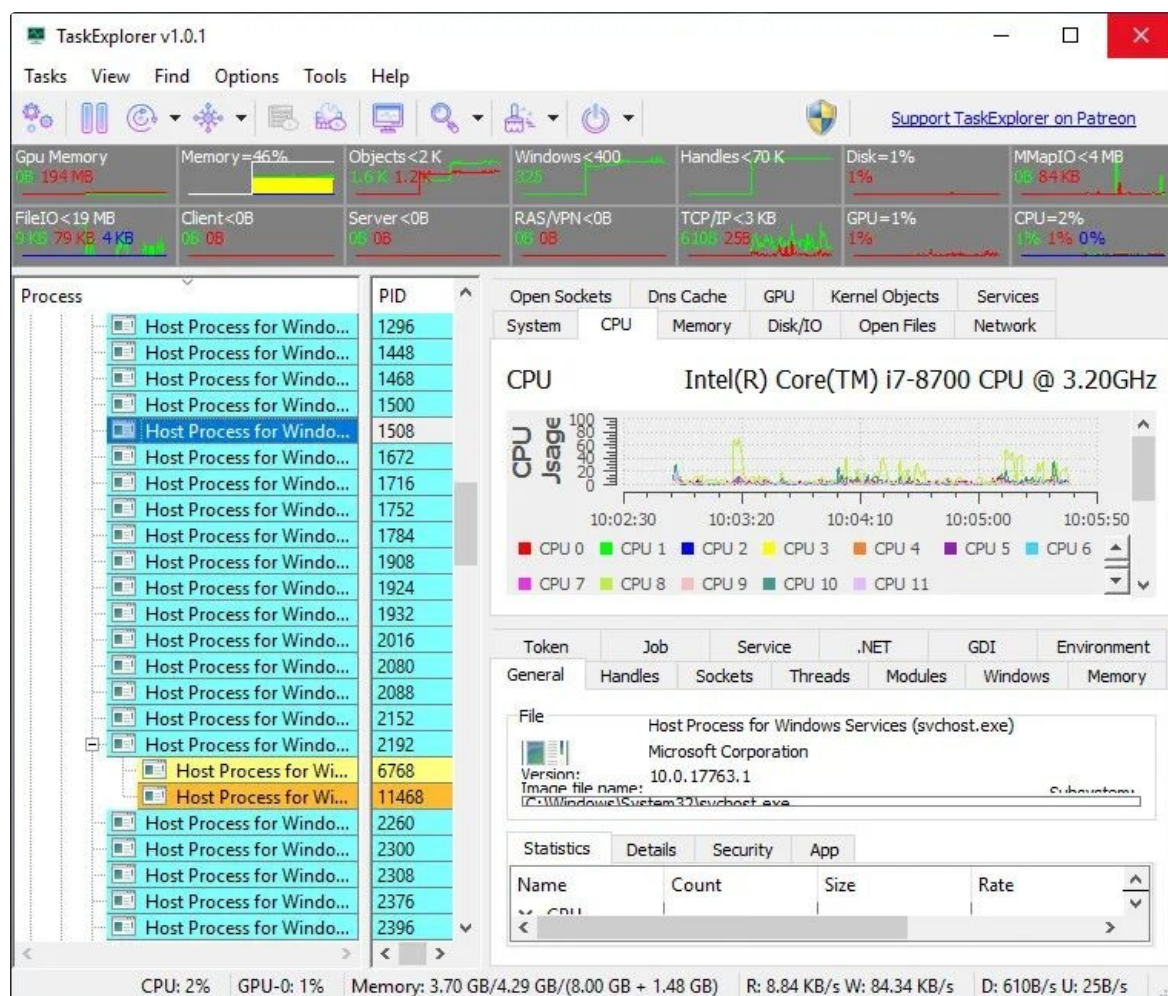 TaskExplorer v1.0.1
Tasks View Find Options Tools Help
Support TaskExplorer on Patreon
Gpu Memory Memory=46% Objects<2 K Windows<400 Handles<70 K Disk=1% MMapIO<4 MB
0B 194 MB 1.6 K 1.2K 325 1% 0B 84 KB
FileIO<19 MB Client<0B Server<0B RAS/VPN<0B TCP/IP<3 KB GPU=1% CPU=2%
9 KB 79 KB 4 KB 0B 0B 0B 0B 0B 0B 610B 25B 1% 1% 1% 0%
Process PID
Host Process for Windo... 1296
Host Process for Windo... 1448
Host Process for Windo... 1468
Host Process for Windo... 1500
Host Process for Windo... 1508
Host Process for Windo... 1672
Host Process for Windo... 1716
Host Process for Windo... 1752
Host Process for Windo... 1784
Host Process for Windo... 1908
Host Process for Windo... 1924
Host Process for Windo... 1932
Host Process for Windo... 2016
Host Process for Windo... 2080
Host Process for Windo... 2088
Host Process for Windo... 2152
Host Process for Windo... 2192
Host Process for Wi... 6768
Host Process for Wi... 11468
Host Process for Windo... 2260
Host Process for Windo... 2300
Host Process for Windo... 2308
Host Process for Windo... 2376
Host Process for Windo... 2396
Open Sockets Dns Cache GPU Kernel Objects Services
System CPU Memory Disk/IO Open Files Network
CPU Intel(R) Core(TM) i7-8700 CPU @ 3.20GHz
CPU
Jsage
100
80
60
40
20
0
10:02:30 10:03:20 10:04:10 10:05:00 10:05:50
CPU 0 CPU 1 CPU 2 CPU 3 CPU 4 CPU 5 CPU 6
CPU 7 CPU 8 CPU 9 CPU 10 CPU 11
Token Job Service .NET GDI Environment
General Handles Sockets Threads Modules Windows Memory
File
Host Process for Windows Services (svchost.exe)
Microsoft Corporation
Version: 10.0.17763.1
Image file name: Subsystem:
C:\Windows\System32\svchost.exe
Statistics Details Security App
Name Count Size Rate
CPU
CPU: 2% GPU-0: 1% Memory: 3.70 GB/4.29 GB/(8.00 GB + 1.48 GB) R: 8.84 KB/s W: 84.34 KB/s D: 610B/s U: 25B/s